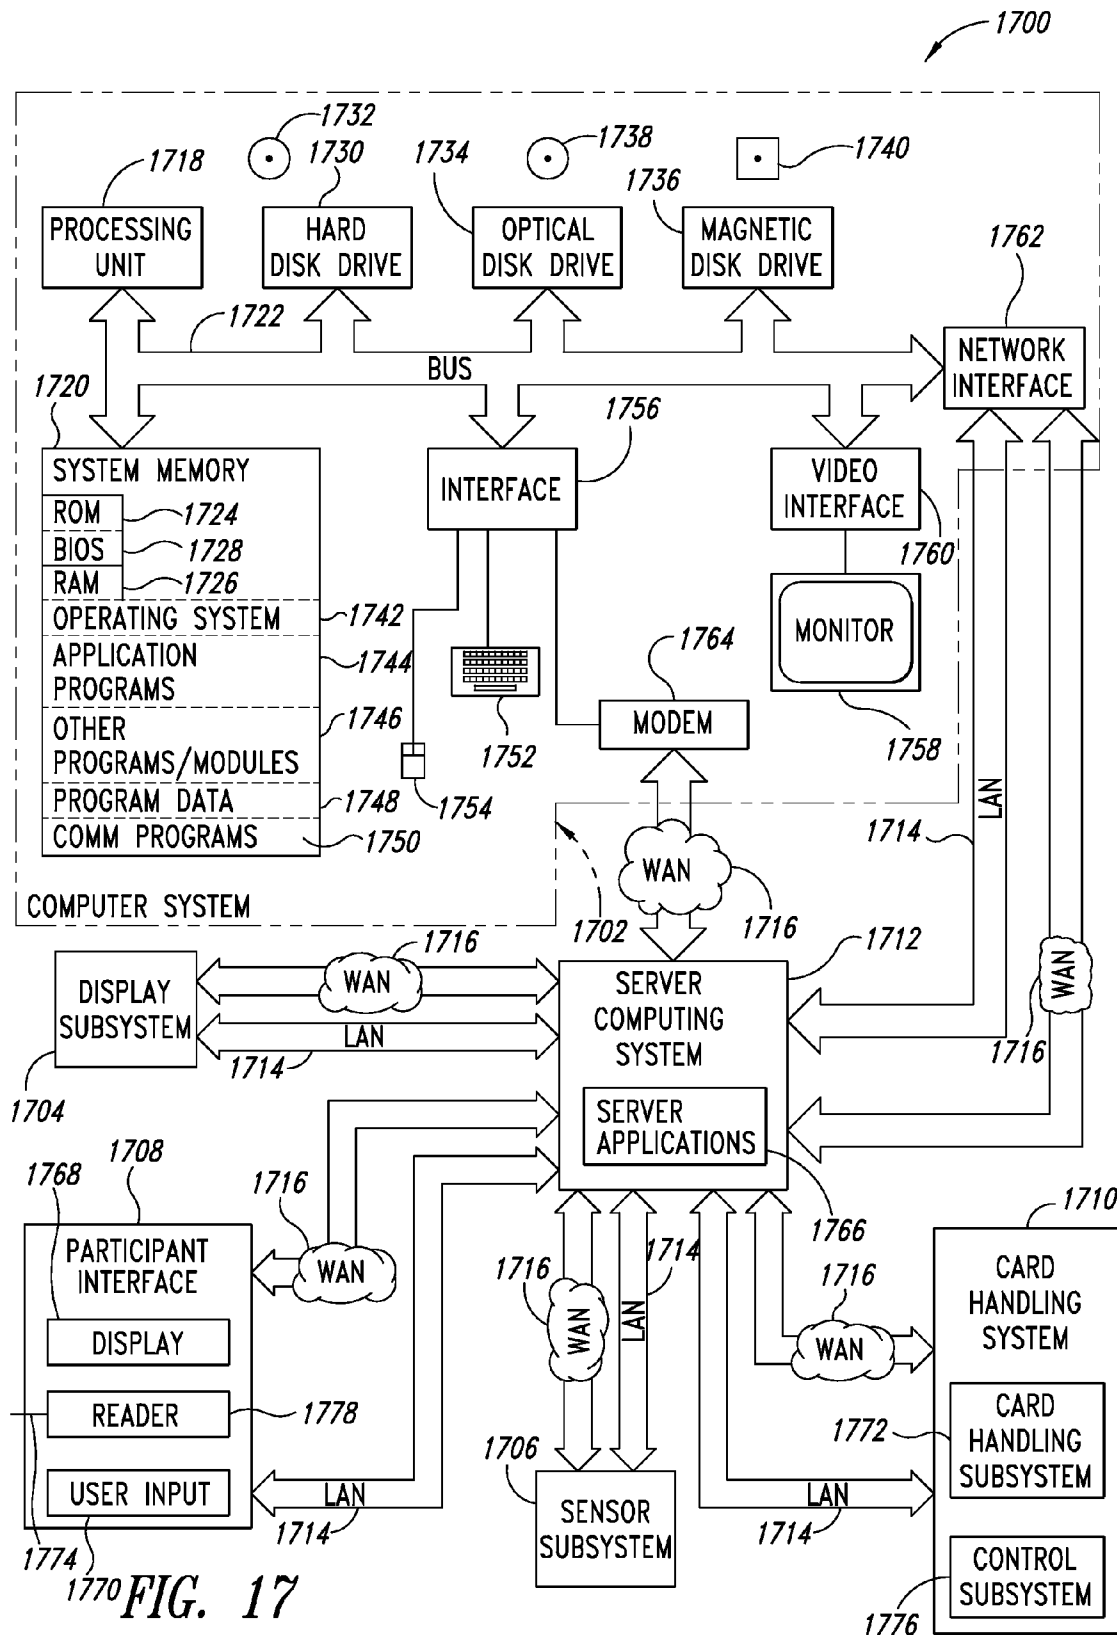 1700
1732
1738
1740
1718
1730
1734
1736
PROCESSING
UNIT
HARD
DISK DRIVE
OPTICAL
DISK DRIVE
MAGNETIC
DISK DRIVE
1762
1722
BUS
NETWORK
INTERFACE
1720
1756
SYSTEM MEMORY
ROM
1724
BIOS
1728
RAM
1726
OPERATING SYSTEM
1742
APPLICATION
PROGRAMS
1744
OTHER
PROGRAMS/MODULES
1746
PROGRAM DATA
1748
COMM PROGRAMS
1750
INTERFACE
VIDEO
INTERFACE
1760
MONITOR
1758
1752
1754
1764
MODEM
LAN
1714
WAN
1716
COMPUTER SYSTEM
1702
1712
1716
WAN
DISPLAY
SUBSYSTEM
LAN
1714
1704
SERVER
COMPUTING
SYSTEM
SERVER
APPLICATIONS
1766
WAN
1716
1708
1768
1716
PARTICIPANT
INTERFACE
WAN
DISPLAY
READER
1778
USER INPUT
LAN
1714
1774
1770
1716
WAN
1714
LAN
1706
SENSOR
SUBSYSTEM
1716
WAN
LAN
1714
1710
CARD
HANDLING
SYSTEM
1772
CARD
HANDLING
SUBSYSTEM
CONTROL
SUBSYSTEM
1776
FIG. 17